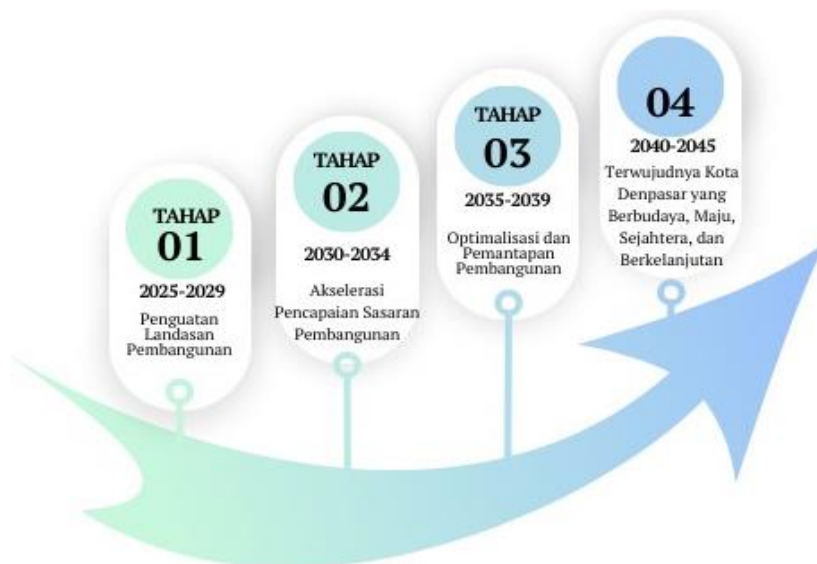 TAHAP
01
2025-2029
Penguatan
Landasan
Pembangunan
TAHAP
02
2030-2034
Akselerasi
Pencapaian Sasaran
Pembangunan
TAHAP
03
2035-2039
Optimalisasi dan
Pemantapan
Pembangunan
04
2040-2045
Terwujudnya Kota
Denpasar yang
Berbudaya, Maju,
Sejahtera, dan
Berkelanjutan